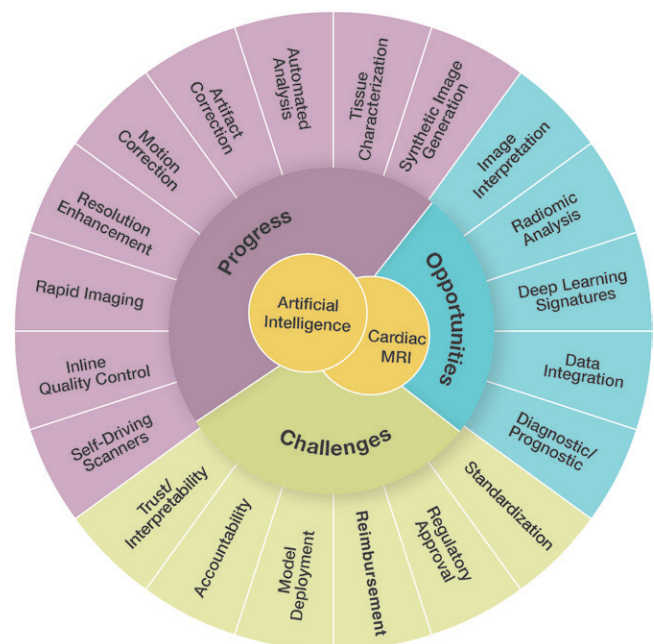 Progress
Opportunities
Challenges
Artificial
Intelligence
Cardiac
MRI
Self-Driving
Scanners
Inline
Quality Control
Rapid Imaging
Resolution
Enhancement
Motion
Correction
Artifact
Correction
Automated
Analysis
Tissue
Characterization
Synthetic Image
Generation
Image
Interpretation
Radiomic
Analysis
Deep Learning
Signatures
Data
Integration
Diagnostic/
Prognostic
Standardization
Regulatory
Approval
Reimbursement
Model
Deployment
Accountability
Trust/
Interpretability